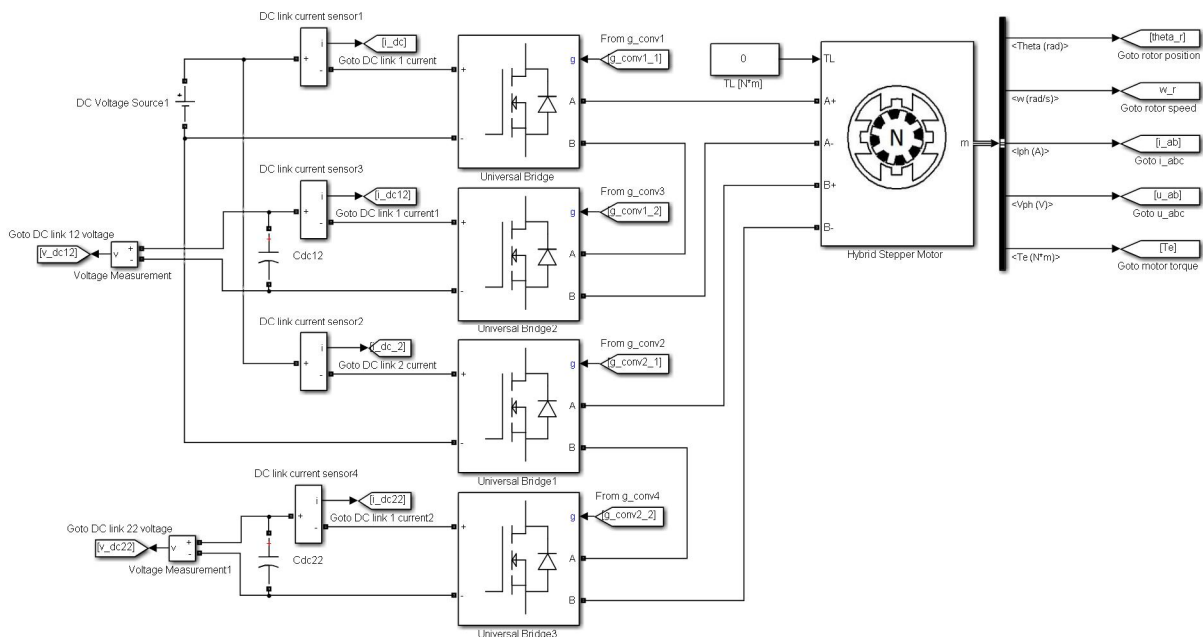 DC link current sensor1
i
+
-
[i_dc]
Goto DC link 1 current
+
-
g
A
B
Universal Bridge
From g_conv1
[g_conv1_1]
0
TL [N*m]
TL
A+
A-
B+
B-
m
N
Hybrid Stepper Motor
<Theta (rad)>
[theta_r]
Goto rotor position
<w (rad/s)>
w_r
Goto rotor speed
<Iph (A)>
[i_ab]
Goto i_abc
<Vph (V)>
[u_ab]
Goto u_abc
<Te (N*m)>
[Te]
Goto motor torque
+
DC Voltage Source1
DC link current sensor3
i
+
-
[i_dc12]
Goto DC link 1 current1
+
-
g
A
B
Universal Bridge2
From g_conv3
[g_conv1_2]
Goto DC link 12 voltage
[v_dc12]
v
+
-
Voltage Measurement
+
Cdc12
DC link current sensor2
i
+
-
[i_dc_2]
Goto DC link 2 current
+
-
g
A
B
Universal Bridge1
From g_conv2
[g_conv2_1]
DC link current sensor4
i
+
-
[i_dc22]
Goto DC link 1 current2
+
-
g
A
B
Universal Bridge3
From g_conv4
[g_conv2_2]
Goto DC link 22 voltage
[v_dc22]
v
+
-
Voltage Measurement1
+
Cdc22